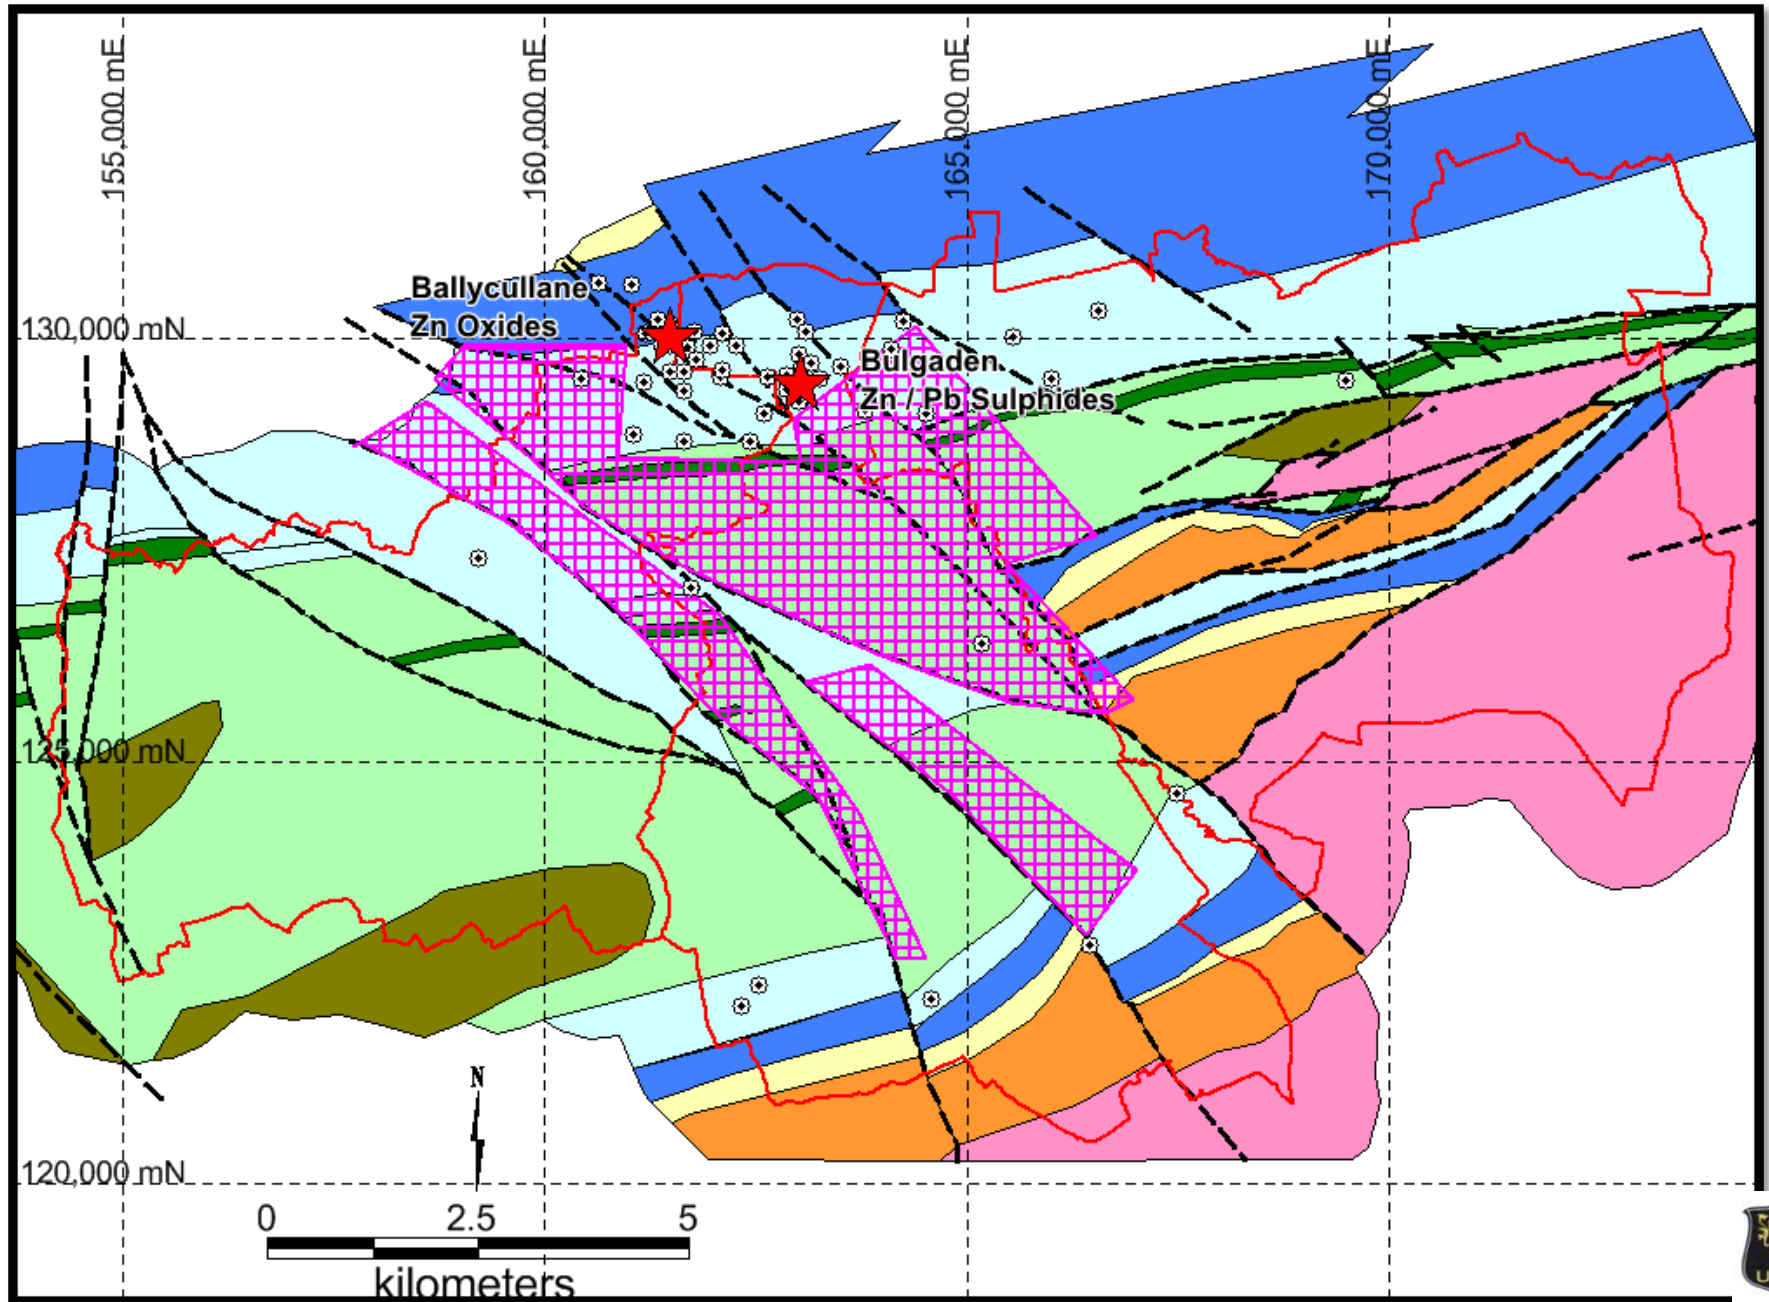 155,000 mE
160,000 mE
165,000 mE
170,000 mE
Ballycullane
Zn Oxides
130,000 mN
Bulgaden
Zn / Pb Sulphides
125,000 mN
N
120,000 mN
0 2.5 5
kilometers
U